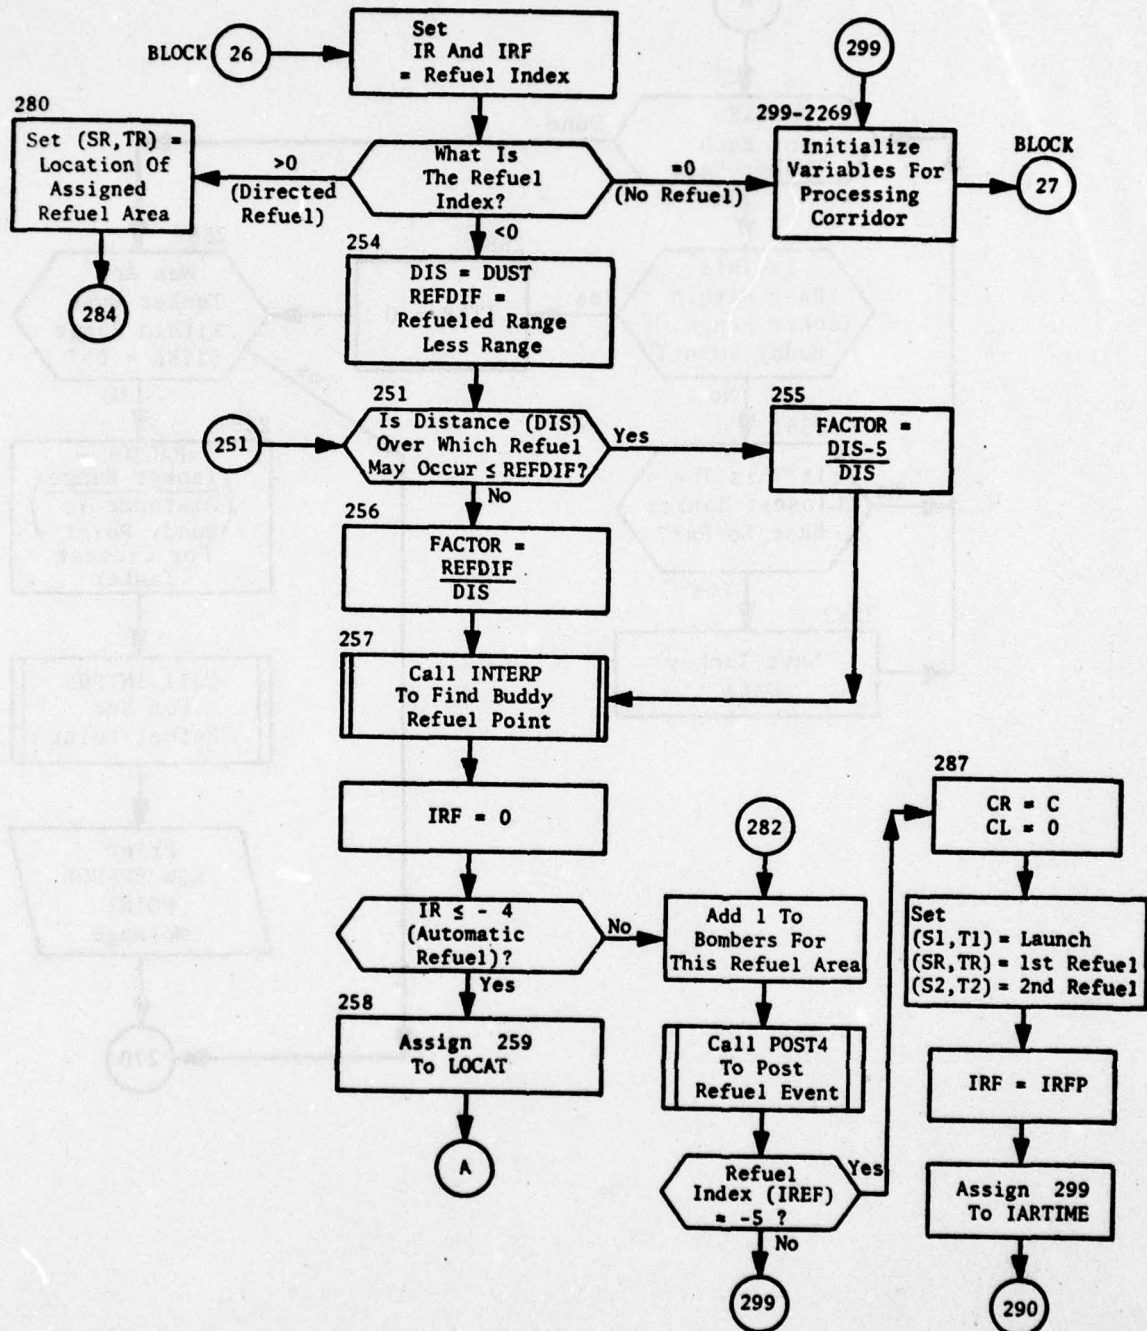 BLOCK 26
Set
IR And IRF
= Refuel Index
299
280
Set (SR,TR) =
Location Of
Assigned
Refuel Area
>0
(Directed
Refuel)
What Is
The Refuel
Index?
=0
(No Refuel)
299-2269
Initialize
Variables For
Processing
Corridor
BLOCK
27
284
<0
254
DIS = DUST
REFDIF =
Refueled Range
Less Range
251
251
Is Distance (DIS)
Over Which Refuel
May Occur ≤ REFDIF?
Yes
255
FACTOR =
DIS-5
DIS
No
256
FACTOR =
REFDIF
DIS
257
Call INTERP
To Find Buddy
Refuel Point
IRF = 0
IR ≤ - 4
(Automatic
Refuel)?
No
Yes
258
Assign 259
To LOCAT
A
282
Add 1 To
Bombers For
This Refuel Area
Call POST4
To Post
Refuel Event
Refuel
Index (IREF)
= -5 ?
Yes
No
299
287
CR = C
CL = 0
Set
(S1,T1) = Launch
(SR,TR) = 1st Refuel
(S2,T2) = 2nd Refuel
IRF = IRFP
Assign 299
To IARTIME
290